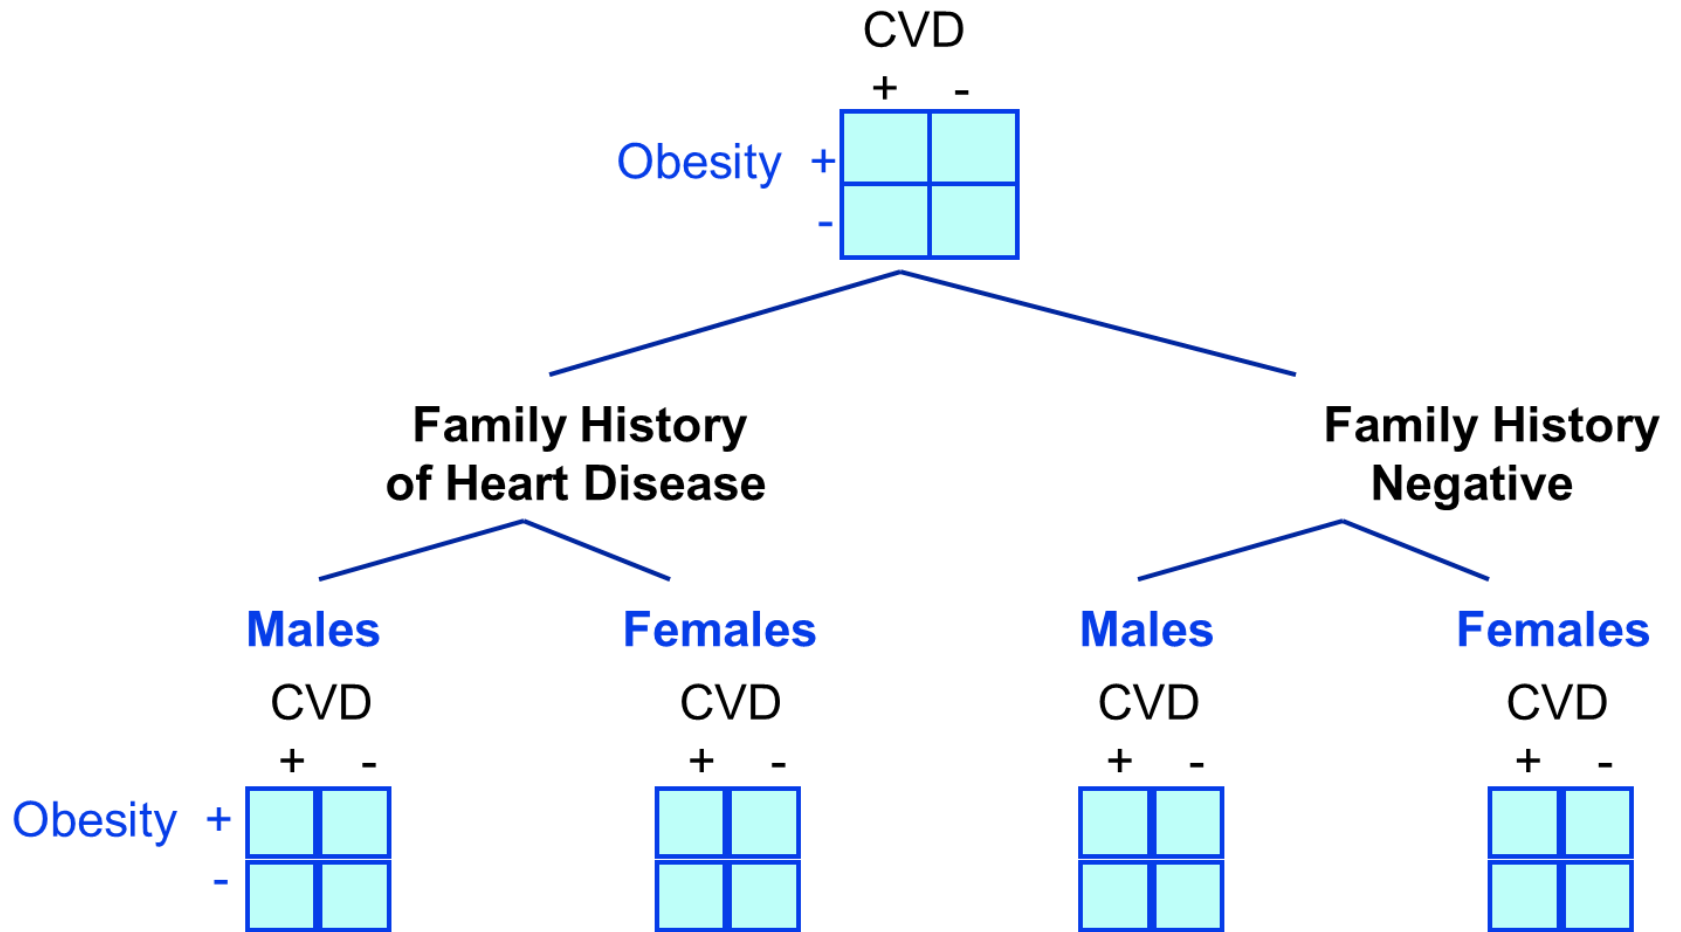 CVD
+ -
Obesity +
-
Family History
of Heart Disease
Family History
Negative
Males Females Males Females
CVD CVD CVD CVD
+ - + - + - + -
Obesity +
-